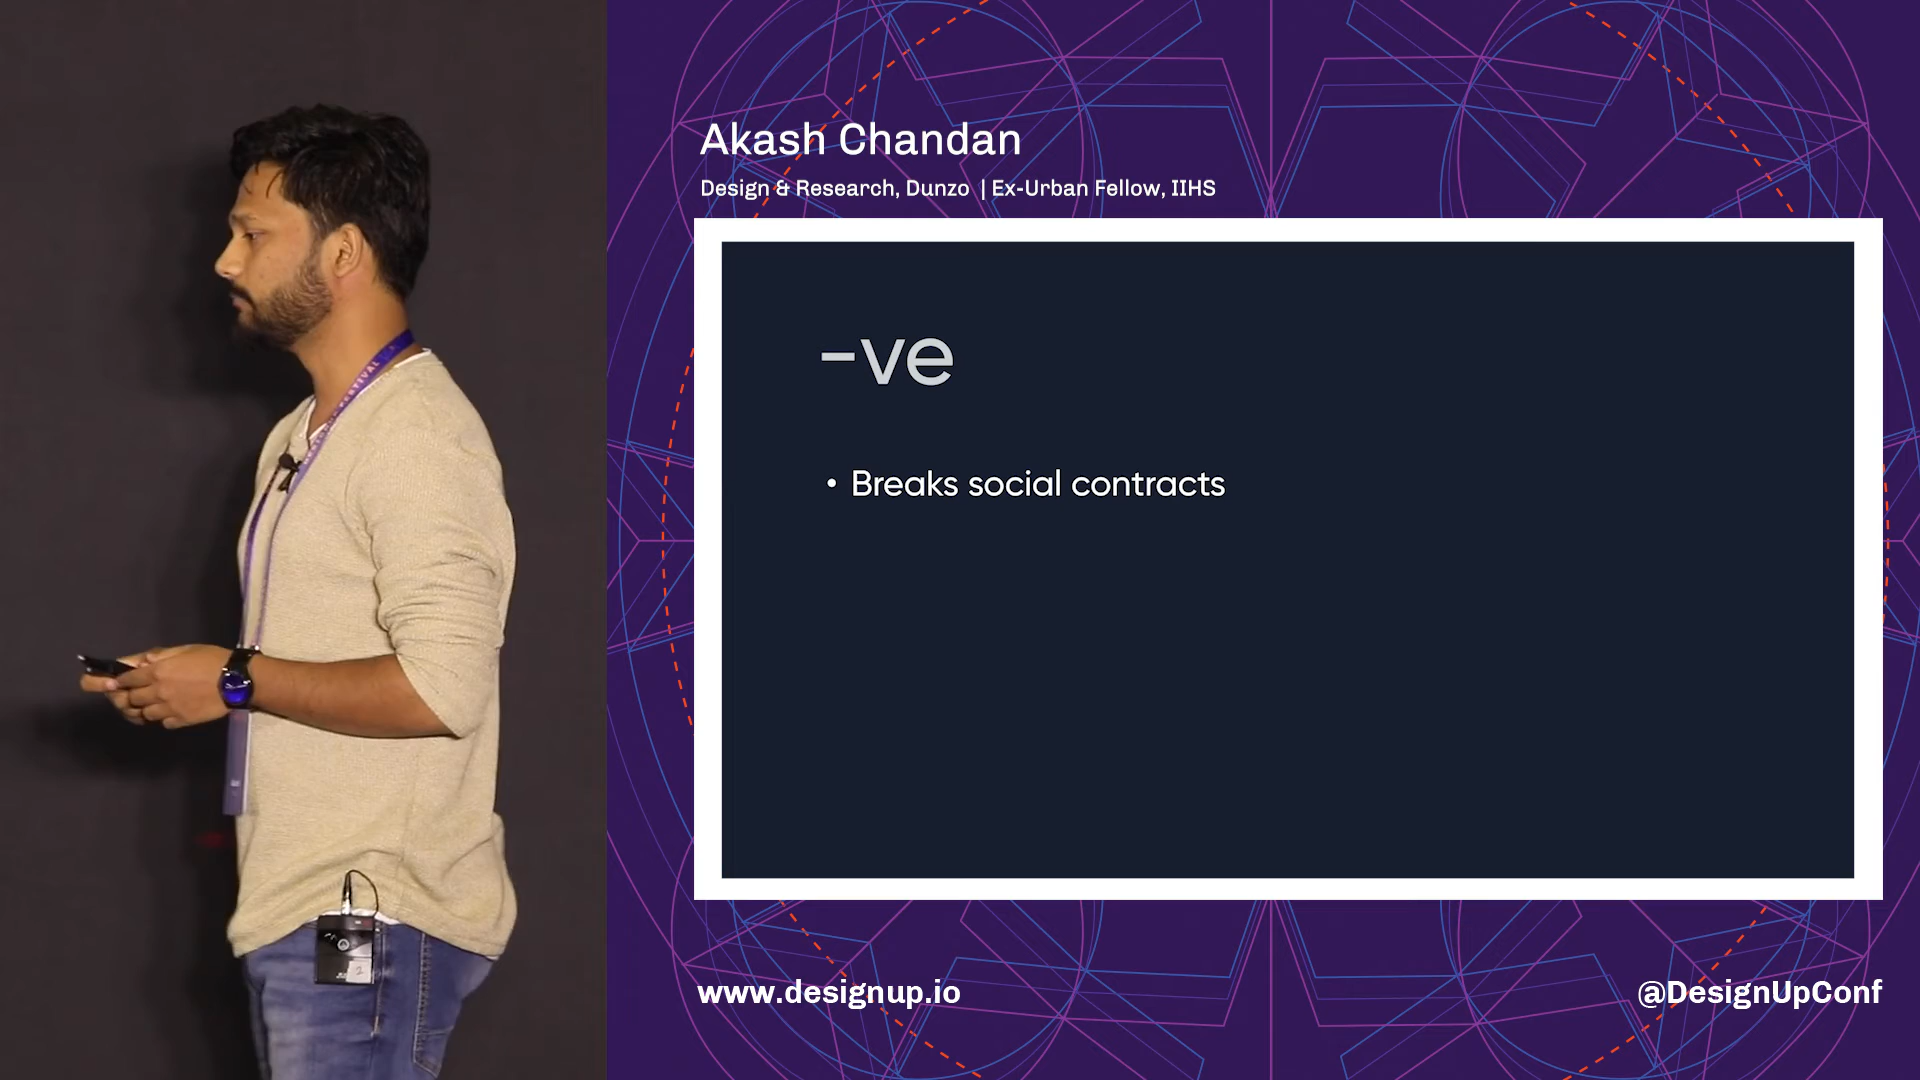 Akash Chandan
Design & Research, Dunzo | Ex-Urban Fellow, IIHS
-ve
• Breaks social contracts
www.designup.io
@DesignUpConf